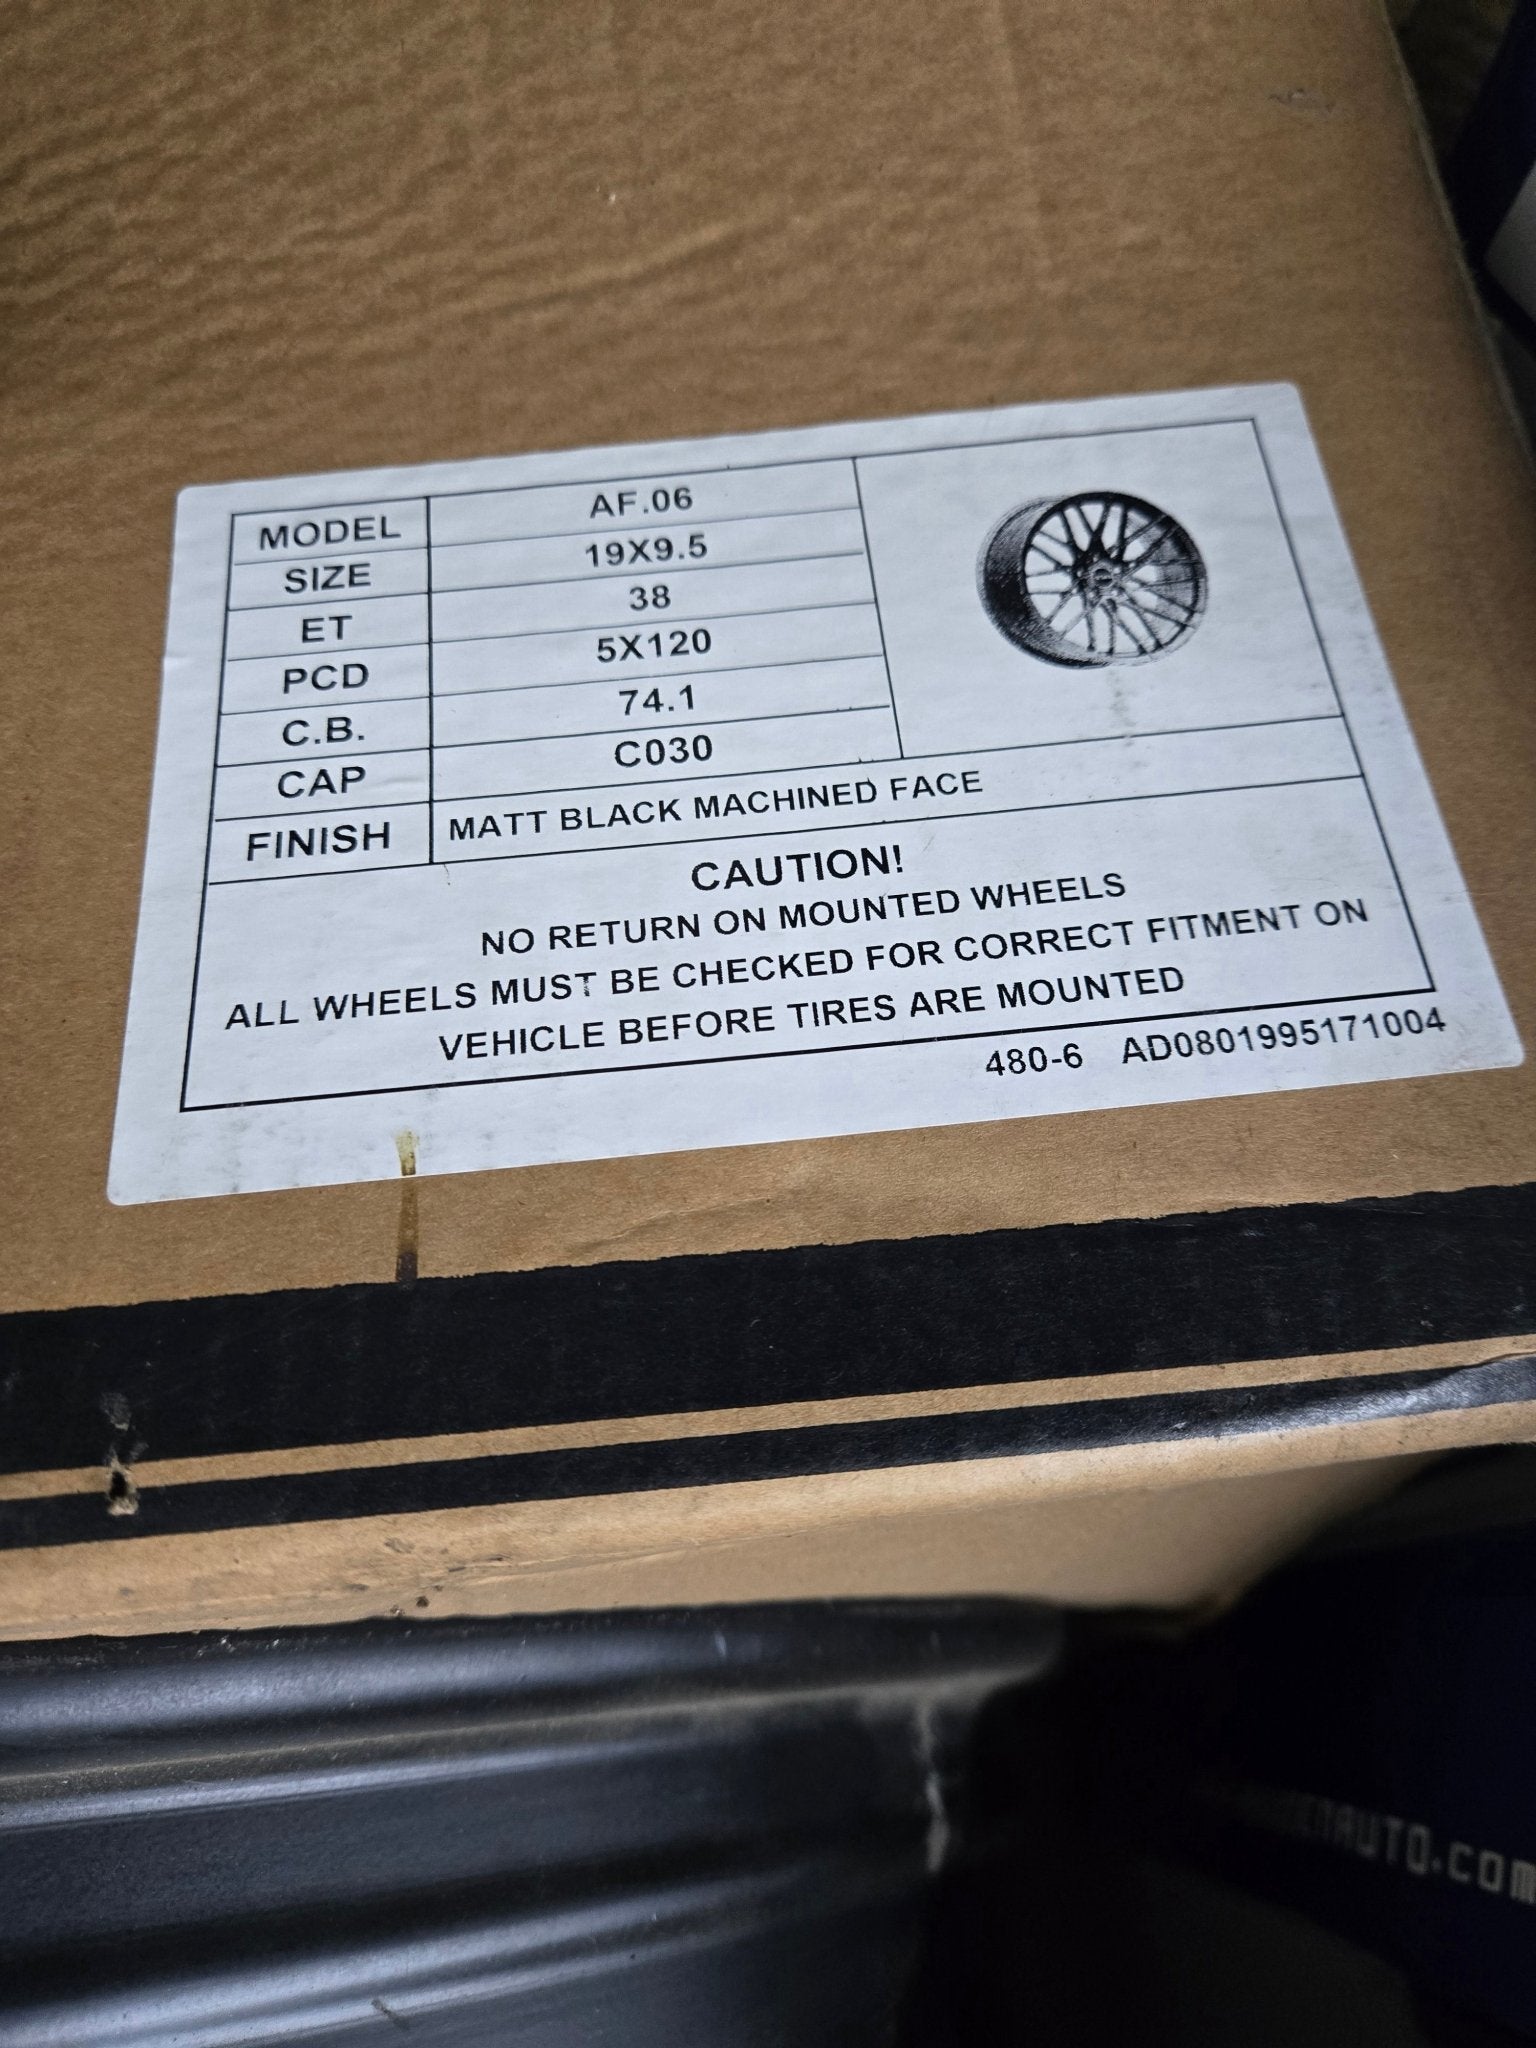 MODEL AF.06
SIZE 19X9.5
ET 38
PCD 5X120
C.B. 74.1
CAP C030
FINISH MATT BLACK MACHINED FACE
CAUTION!
NO RETURN ON MOUNTED WHEELS
ALL WHEELS MUST BE CHECKED FOR CORRECT FITMENT ON
VEHICLE BEFORE TIRES ARE MOUNTED
480-6 AD0801995171004